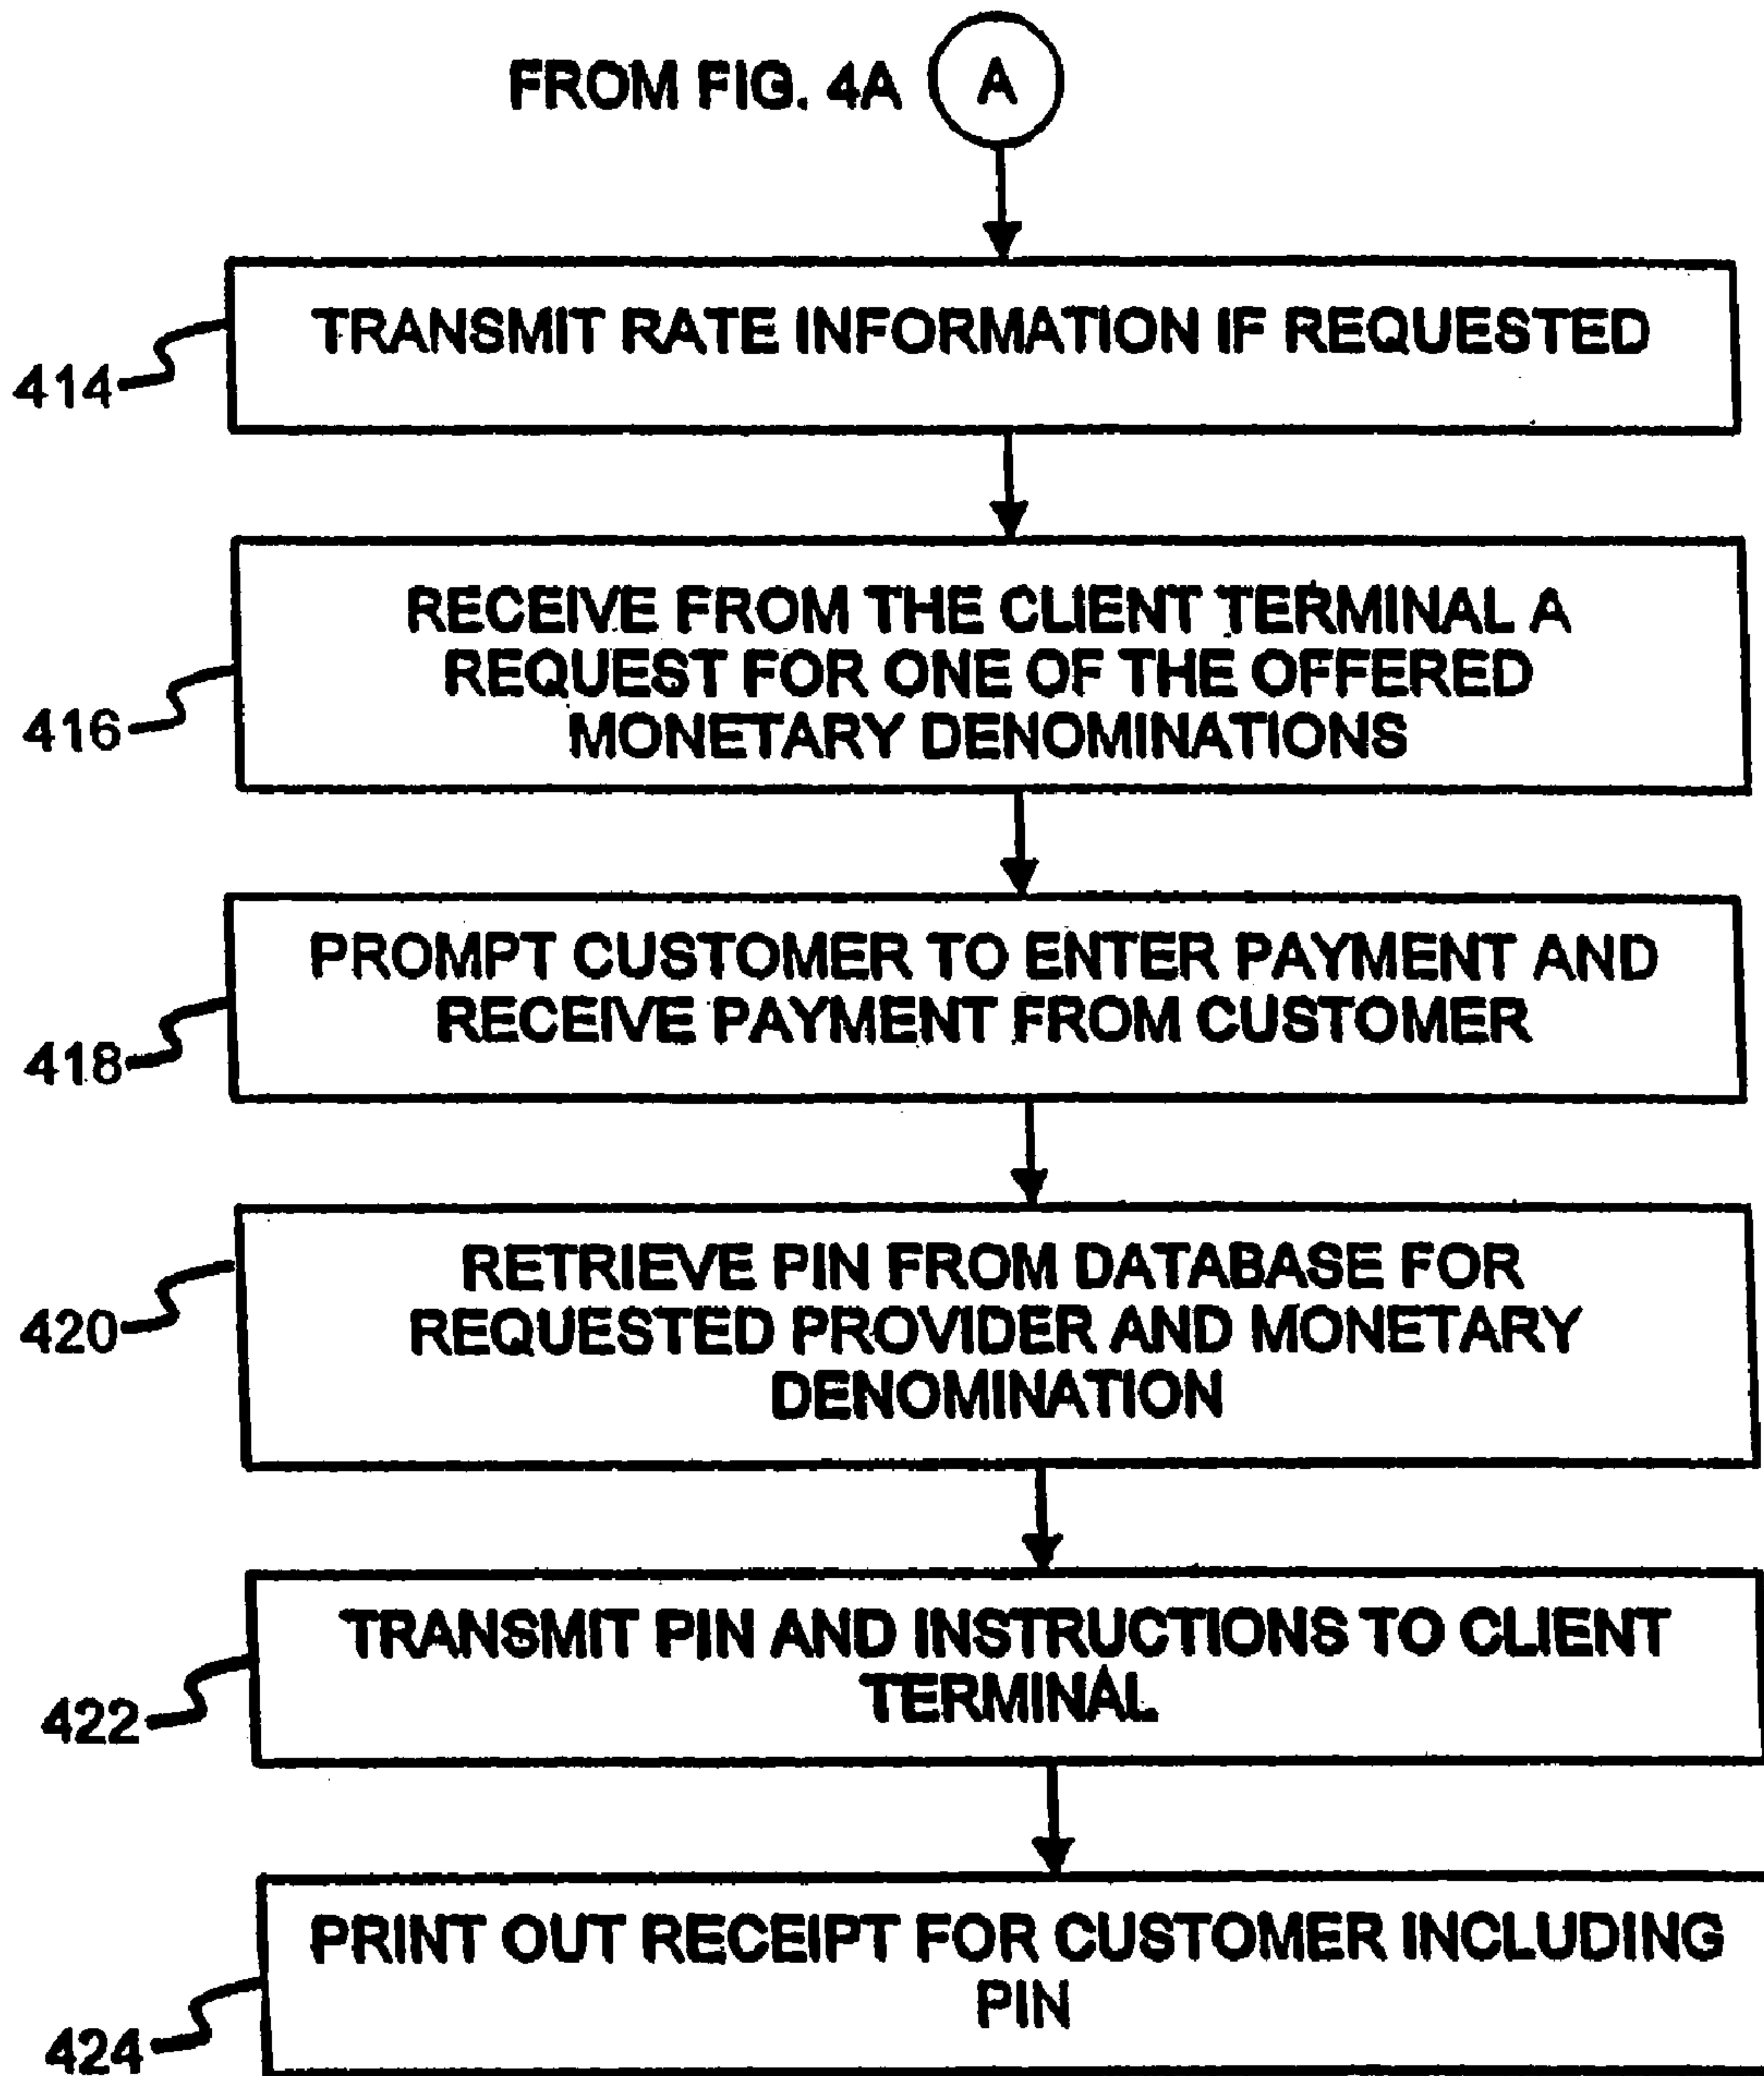 FROM FIG. 4A
A
TRANSMIT RATE INFORMATION IF REQUESTED
414
RECEIVE FROM THE CLIENT TERMINAL A
REQUEST FOR ONE OF THE OFFERED
MONETARY DENOMINATIONS
416
PROMPT CUSTOMER TO ENTER PAYMENT AND
RECEIVE PAYMENT FROM CUSTOMER
418
RETRIEVE PIN FROM DATABASE FOR
REQUESTED PROVIDER AND MONETARY
DENOMINATION
420
TRANSMIT PIN AND INSTRUCTIONS TO CLIENT
TERMINAL
422
PRINT OUT RECEIPT FOR CUSTOMER INCLUDING
PIN
424